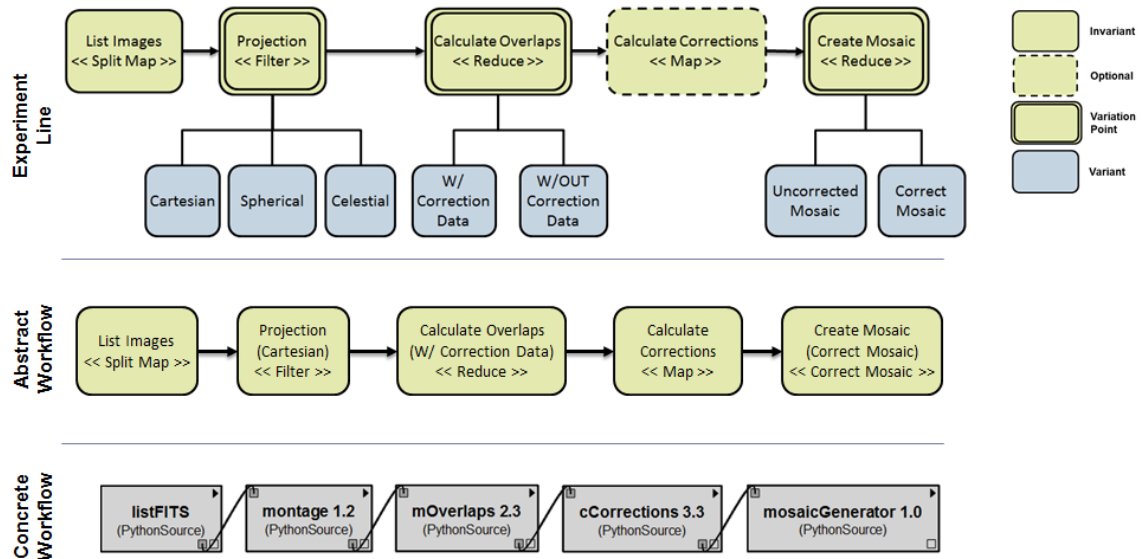 Experiment
Line
List Images
<< Split Map >>
Projection
<< Filter >>
Calculate Overlaps
<< Reduce >>
Calculate Corrections
<< Map >>
Create Mosaic
<< Reduce >>
Cartesian
Spherical
Celestial
W/
Correction
Data
W/OUT
Correction
Data
Uncorrected
Mosaic
Correct
Mosaic
Invariant
Optional
Variation
Point
Variant
Abstract
Workflow
List Images
<< Split Map >>
Projection
(Cartesian)
<< Filter >>
Calculate Overlaps
(W/ Correction Data)
<< Reduce >>
Calculate
Corrections
<< Map >>
Create Mosaic
(Correct Mosaic)
<< Correct Mosaic >>
Concrete
Workflow
listFITS
(PythonSource)
montage 1.2
(PythonSource)
mOverlaps 2.3
(PythonSource)
cCorrections 3.3
(PythonSource)
mosaicGenerator 1.0
(PythonSource)